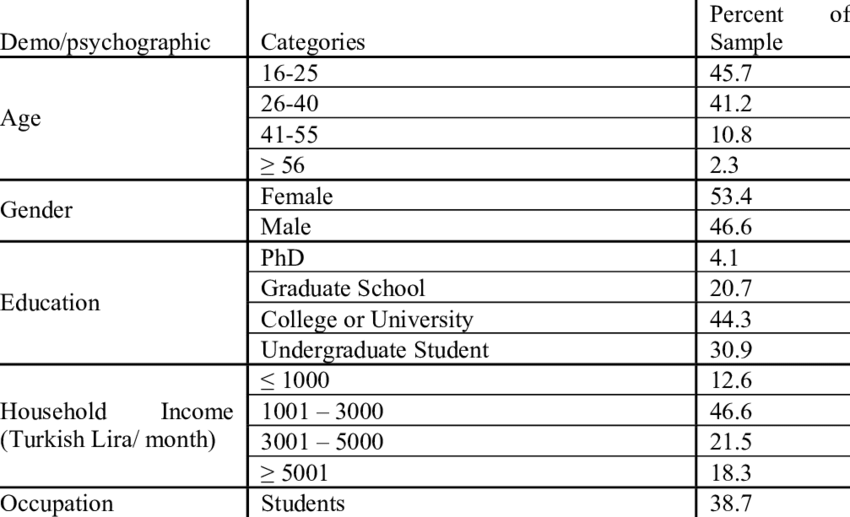 Demo/psychographic Categories Percent of Sample
Age 16-25 45.7
26-40 41.2
41-55 10.8
≥ 56 2.3
Gender Female 53.4
Male 46.6
Education PhD 4.1
Graduate School 20.7
College or University 44.3
Undergraduate Student 30.9
Household Income (Turkish Lira/ month) ≤ 1000 12.6
1001 – 3000 46.6
3001 – 5000 21.5
≥ 5001 18.3
Occupation Students 38.7